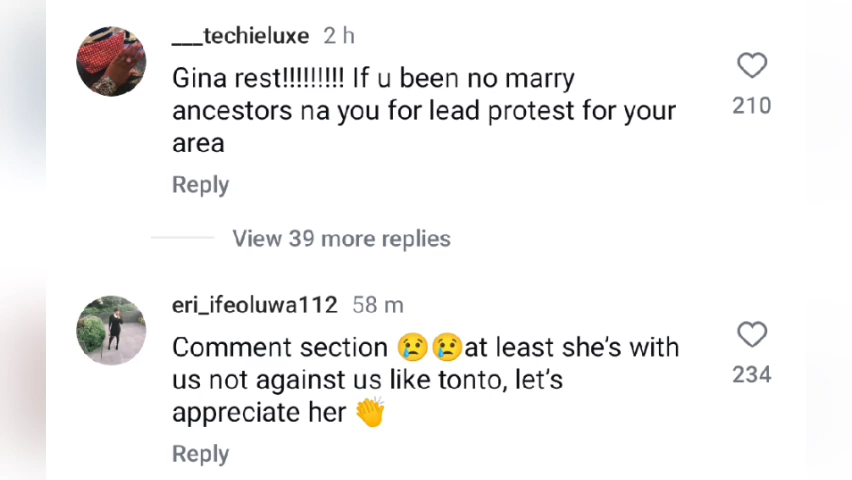 ___techieluxe 2 h
Gina rest!!!!!!!!! If u been no marry
ancestors na you for lead protest for your
area
210
Reply
View 39 more replies
eri_ifeoluwa112 58 m
Comment section 😢😢at least she's with
us not against us like tonto, let's
appreciate her 👏
234
Reply